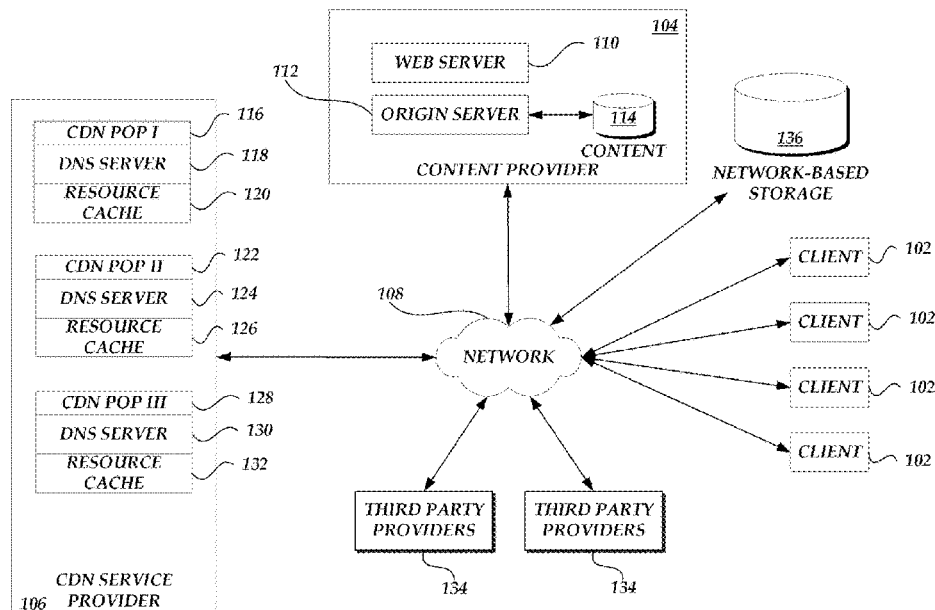 104
WEB SERVER
110
112
ORIGIN SERVER
114
CONTENT
CONTENT PROVIDER
136
NETWORK-BASED
STORAGE
CDN POP I
116
DNS SERVER
118
RESOURCE
CACHE
120
CDN POP II
122
DNS SERVER
124
RESOURCE
CACHE
126
CDN POP III
128
DNS SERVER
130
RESOURCE
CACHE
132
CDN SERVICE
PROVIDER
106
108
NETWORK
CLIENT
102
CLIENT
102
CLIENT
102
CLIENT
102
THIRD PARTY
PROVIDERS
134
THIRD PARTY
PROVIDERS
134